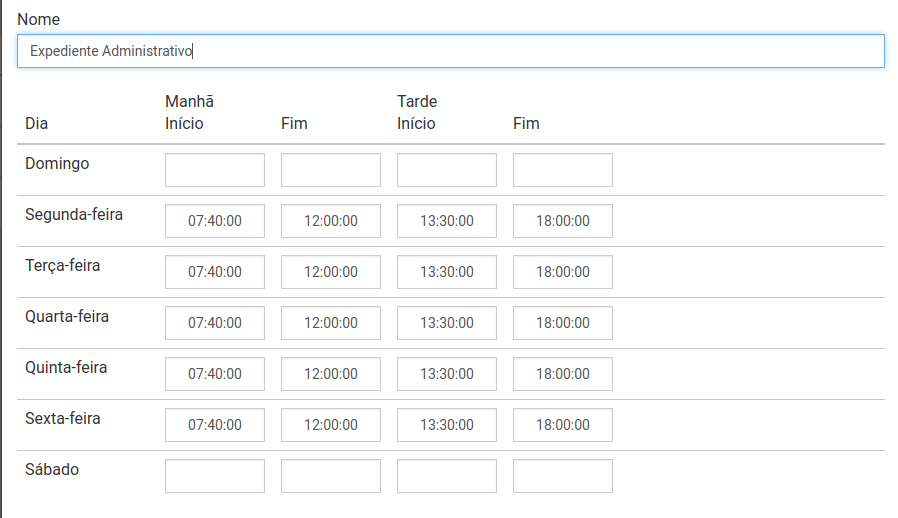 Nome
Expediente Administrativo
Manhã Tarde
Dia Início Fim Início Fim
Domingo
Segunda-feira 07:40:00 12:00:00 13:30:00 18:00:00
Terça-feira 07:40:00 12:00:00 13:30:00 18:00:00
Quarta-feira 07:40:00 12:00:00 13:30:00 18:00:00
Quinta-feira 07:40:00 12:00:00 13:30:00 18:00:00
Sexta-feira 07:40:00 12:00:00 13:30:00 18:00:00
Sábado